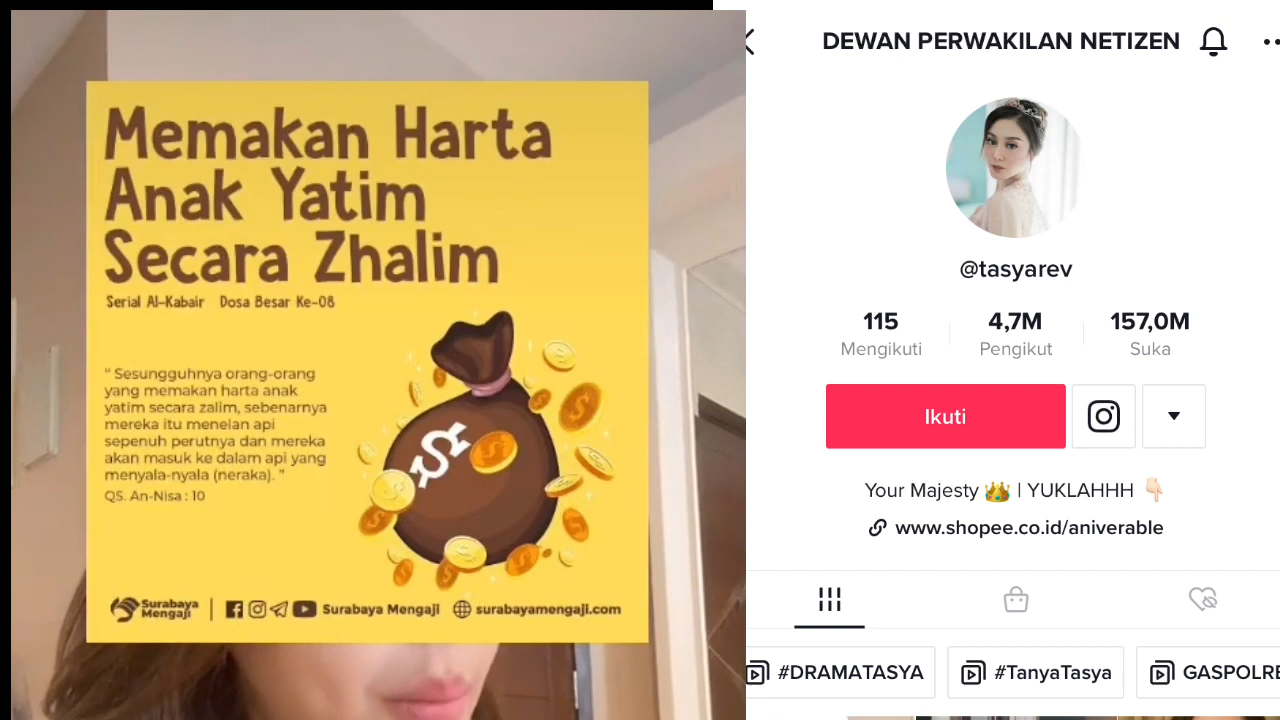 Memakan Harta
Anak Yatim
Secara Zhalim
Serial Al-Kabair Dosa Besar Ke-08
“ Sesungguhnya orang-orang
yang memakan harta anak
yatim secara zalim, sebenarnya
mereka itu menelan api
sepenuh perutnya dan mereka
akan masuk ke dalam api yang
menyala-nyala (neraka). ”
QS. An-Nisa : 10
Surabaya
Mengaji
Surabaya Mengaji
surabayamengaji.com
DEWAN PERWAKILAN NETIZEN
@tasyarev
115
Mengikuti
4,7M
Pengikut
157,0M
Suka
Ikuti
Your Majesty 👑 | YUKLAHHH 👇🏻
www.shopee.co.id/aniverable
#DRAMATASYA
#TanyaTasya
GASPOLRE